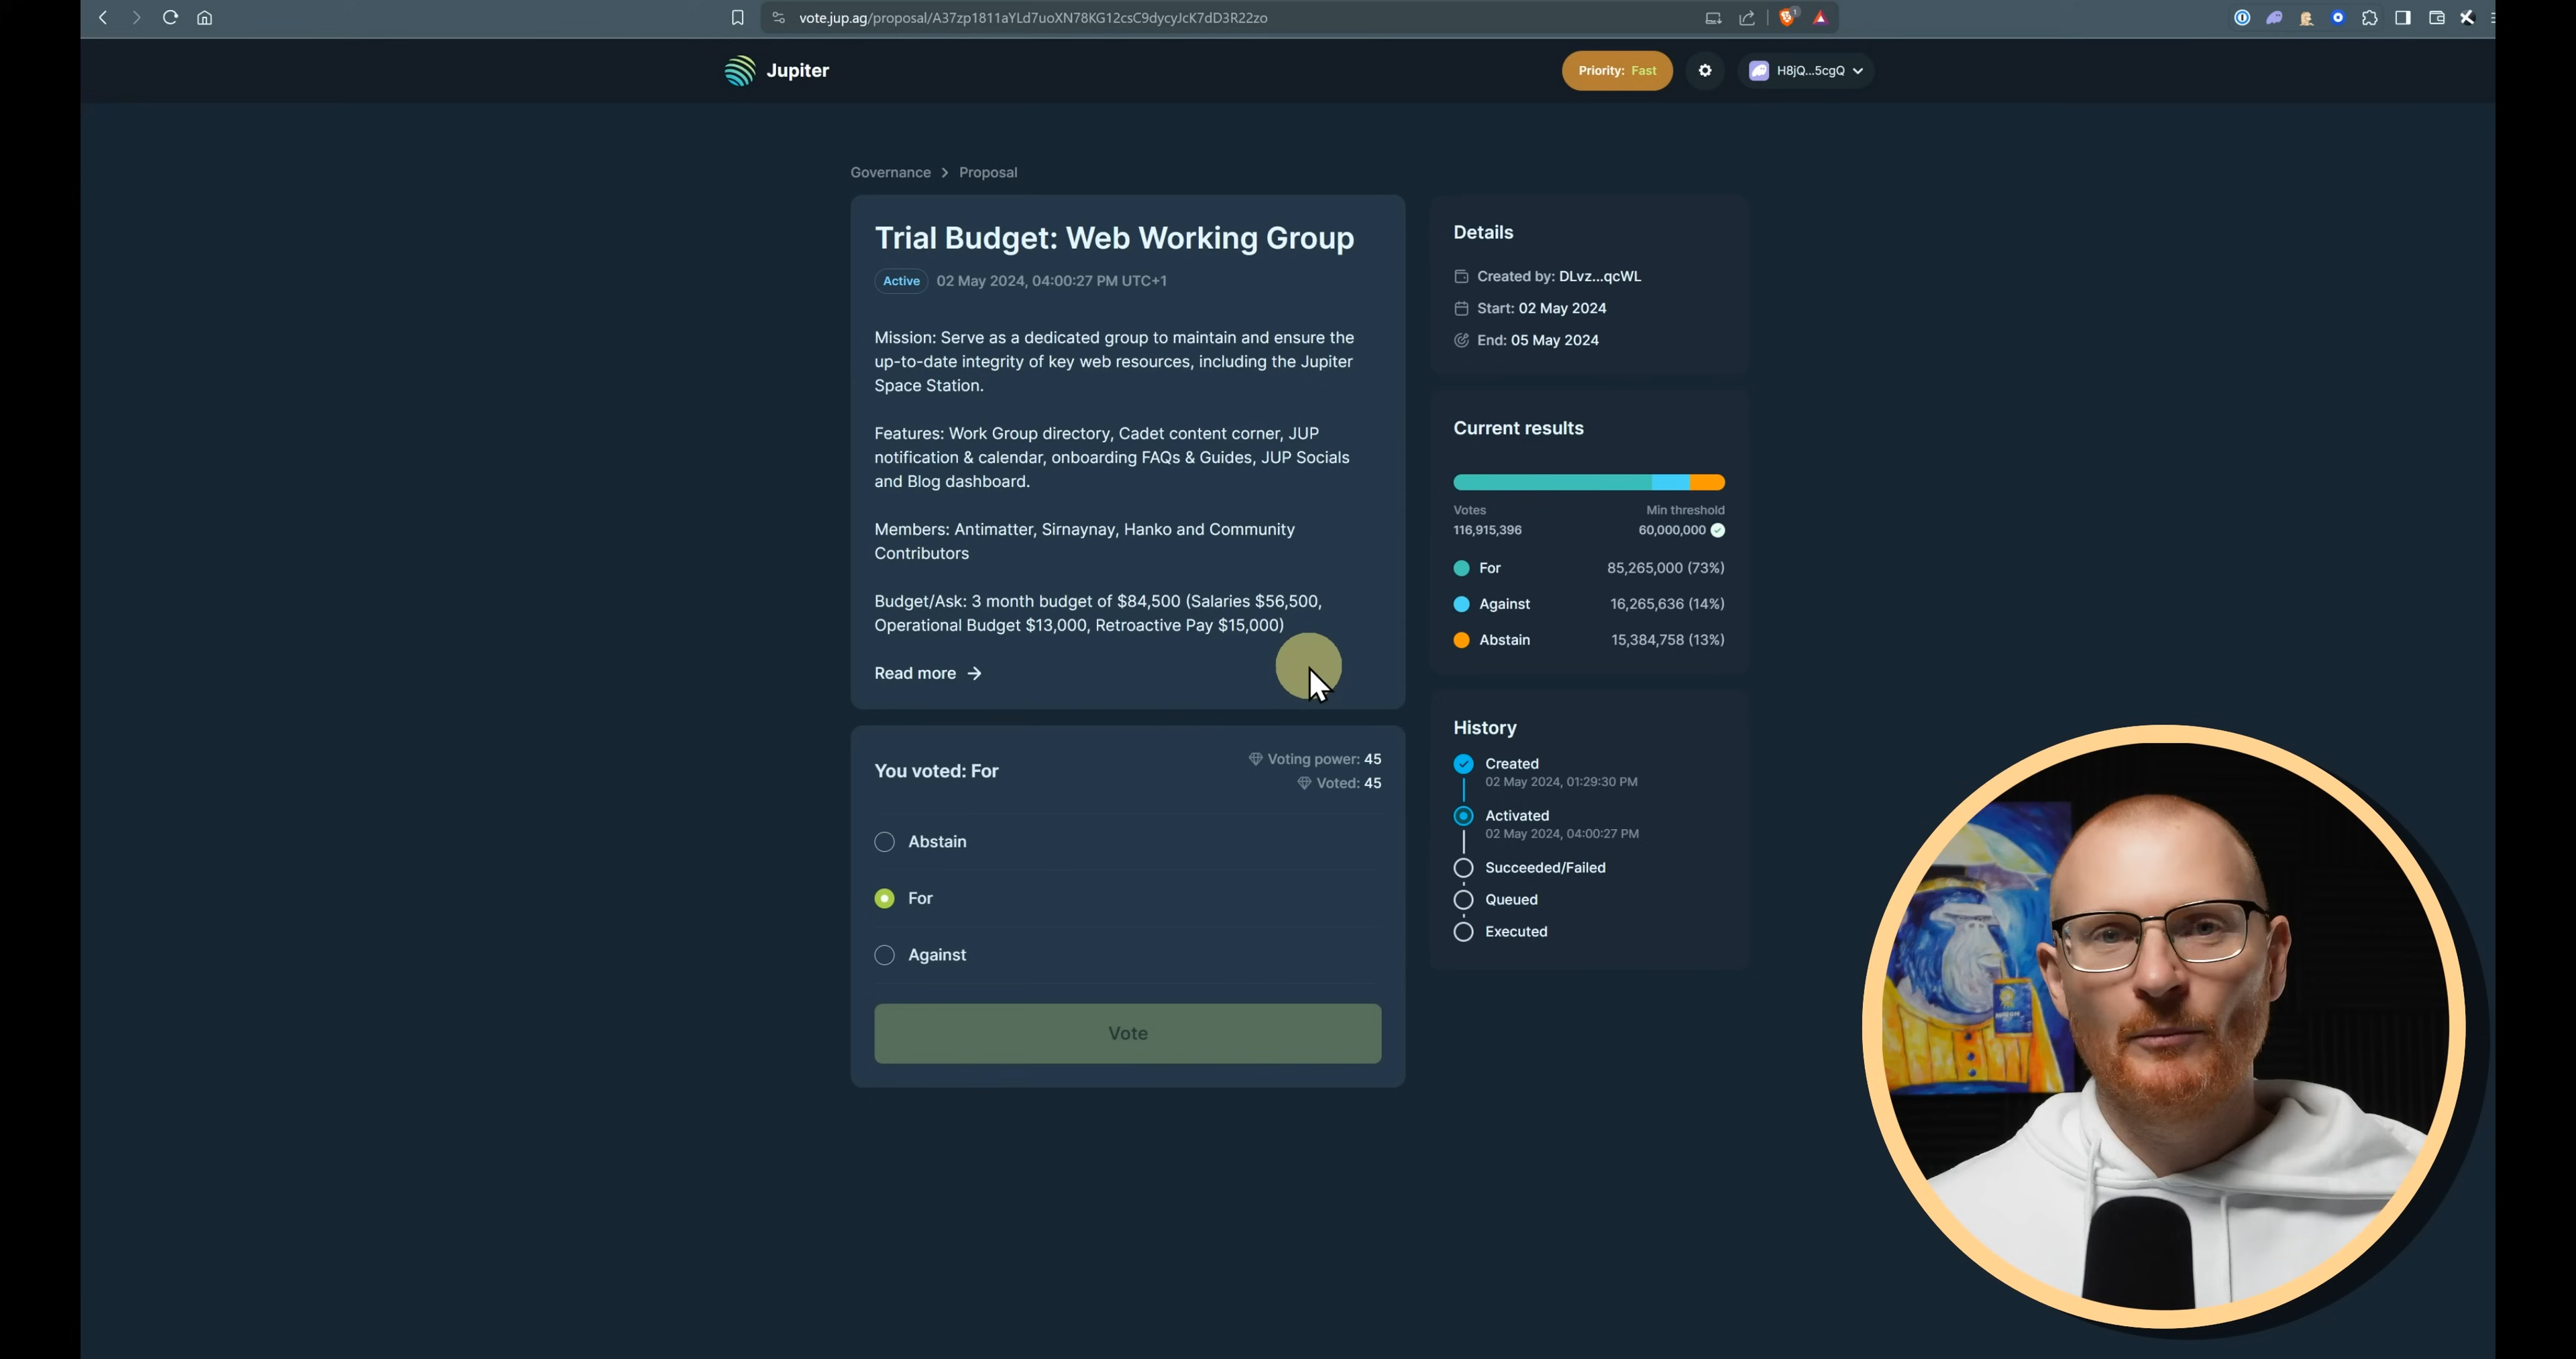 vote.jup.ag/proposal/A37zp1811aYLd7uoXN78KG12csC9dycyJcK7dD3R22zo
1
Jupiter
Priority: Fast
H8jQ...5cgQ
Governance > Proposal
Trial Budget: Web Working Group
Active 02 May 2024, 04:00:27 PM UTC+1
Mission: Serve as a dedicated group to maintain and ensure the
up-to-date integrity of key web resources, including the Jupiter
Space Station.
Features: Work Group directory, Cadet content corner, JUP
notification & calendar, onboarding FAQs & Guides, JUP Socials
and Blog dashboard.
Members: Antimatter, Sirnaynay, Hanko and Community
Contributors
Budget/Ask: 3 month budget of $84,500 (Salaries $56,500,
Operational Budget $13,000, Retroactive Pay $15,000)
Read more →
You voted: For
Voting power: 45
Voted: 45
Abstain
For
Against
Vote
Details
Created by: DLvz...qcWL
Start: 02 May 2024
End: 05 May 2024
Current results
Votes Min threshold
116,915,396 60,000,000
For 85,265,000 (73%)
Against 16,265,636 (14%)
Abstain 15,384,758 (13%)
History
Created
02 May 2024, 01:29:30 PM
Activated
02 May 2024, 04:00:27 PM
Succeeded/Failed
Queued
Executed